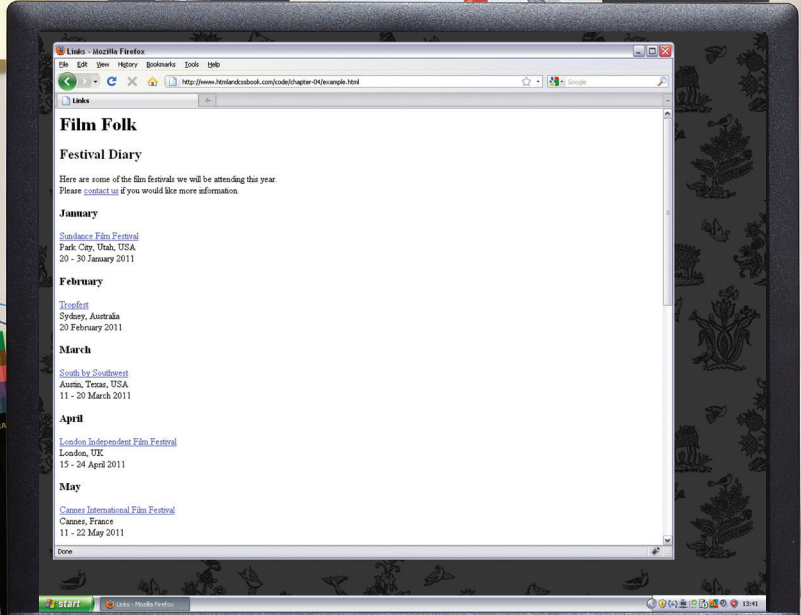 Links - Mozilla Firefox
File Edit View History Bookmarks Tools Help
http://www.htmlandcssbook.com/code/chapter-04/example.html
Google
Links
Film Folk
Festival Diary
Here are some of the film festivals we will be attending this year.
Please contact us if you would like more information.
January
Sundance Film Festival
Park City, Utah, USA
20 - 30 January 2011
February
Tropfest
Sydney, Australia
20 February 2011
March
South by Southwest
Austin, Texas, USA
11 - 20 March 2011
April
London Independent Film Festival
London, UK
15 - 24 April 2011
May
Cannes International Film Festival
Cannes, France
11 - 22 May 2011
Done
start
Links - Mozilla Firefox
13:41